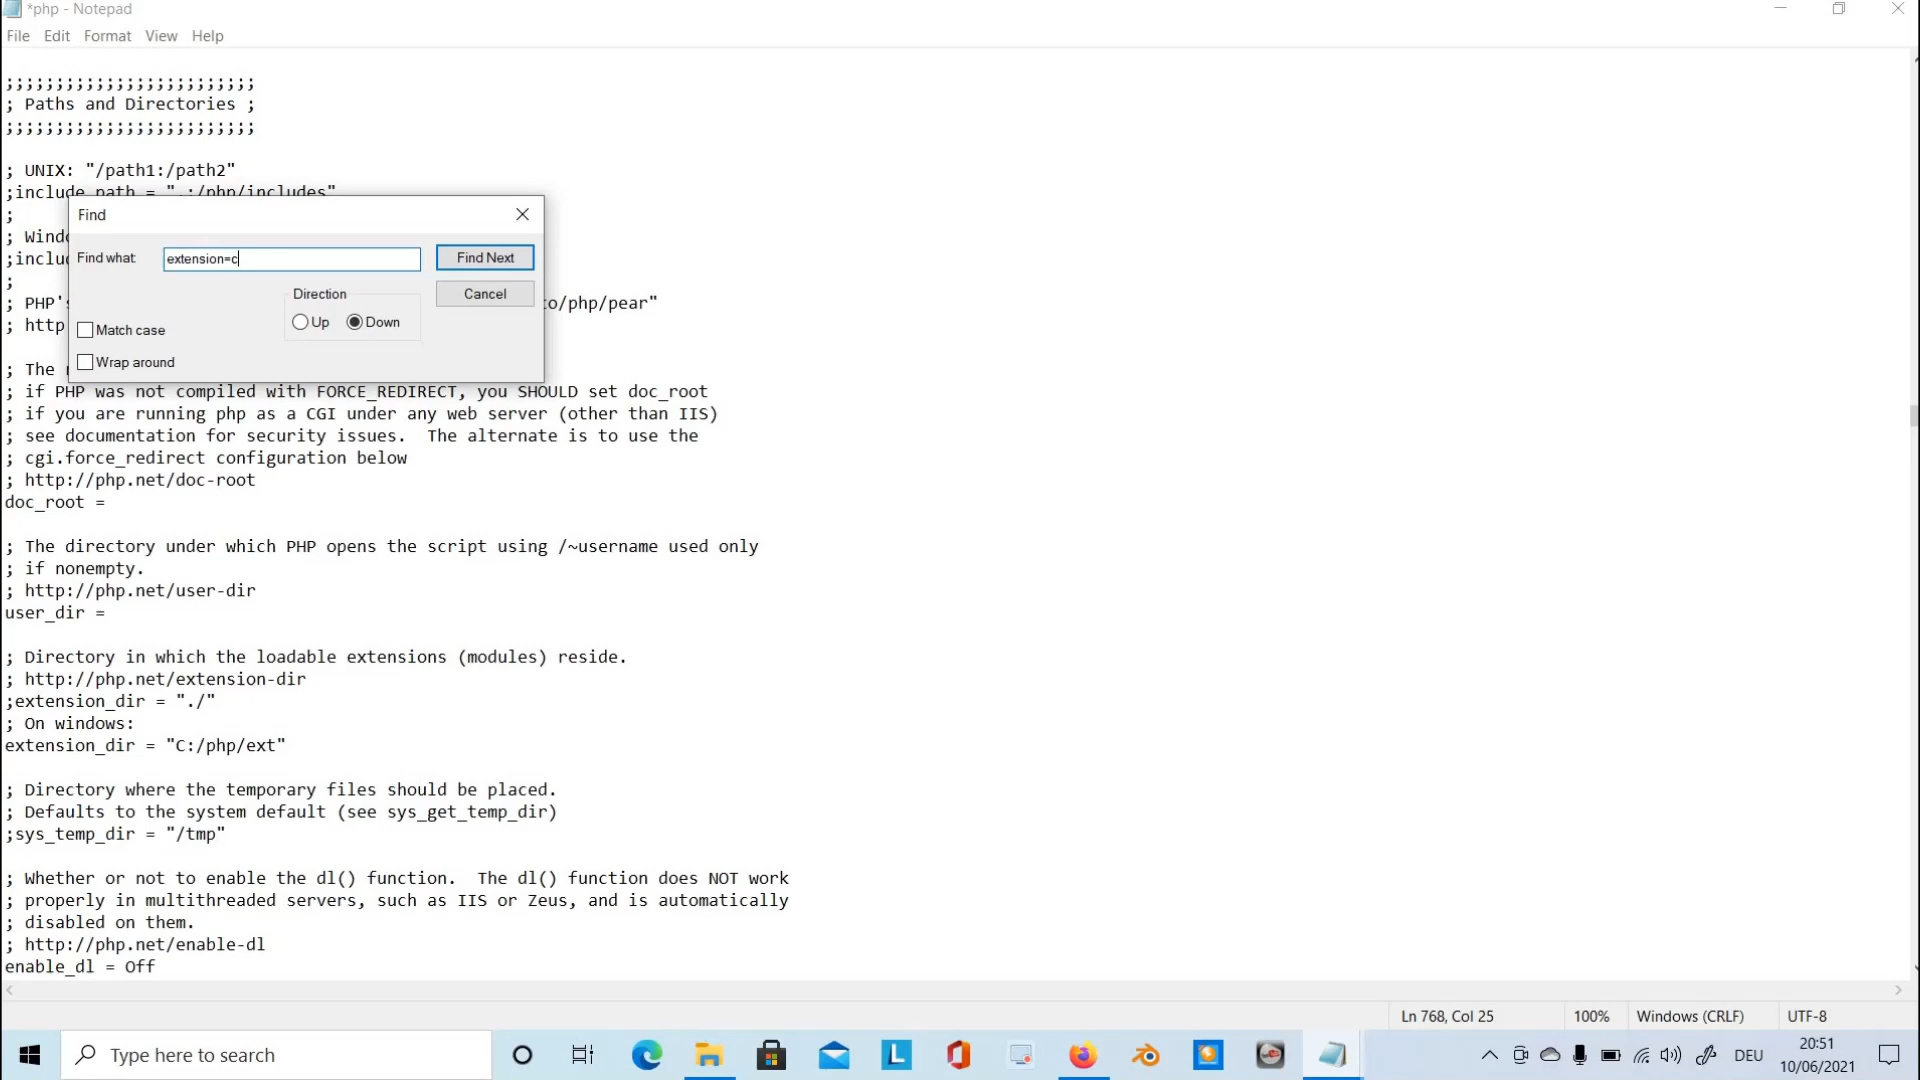 *php - Notepad
File Edit Format View Help
;;;;;;;;;;;;;;;;;;;;;;;;;
; Paths and Directories ;
;;;;;;;;;;;;;;;;;;;;;;;;;
; UNIX: "/path1:/path2"
;include_path = ".:/php/includes"
;
; Windo
;inclu
;
; PHP's
to/php/pear"
; http
; The
Find
Find what:
extension=c
Find Next
Cancel
Direction
Up Down
Match case
Wrap around
; if PHP was not compiled with FORCE_REDIRECT, you SHOULD set doc_root
; if you are running php as a CGI under any web server (other than IIS)
; see documentation for security issues.  The alternate is to use the
; cgi.force_redirect configuration below
; http://php.net/doc-root
doc_root =
; The directory under which PHP opens the script using /~username used only
; if nonempty.
; http://php.net/user-dir
user_dir =
; Directory in which the loadable extensions (modules) reside.
; http://php.net/extension-dir
;extension_dir = "./"
; On windows:
extension_dir = "C:/php/ext"
; Directory where the temporary files should be placed.
; Defaults to the system default (see sys_get_temp_dir)
;sys_temp_dir = "/tmp"
; Whether or not to enable the dl() function.  The dl() function does NOT work
; properly in multithreaded servers, such as IIS or Zeus, and is automatically
; disabled on them.
; http://php.net/enable-dl
enable_dl = Off
Ln 768, Col 25 100% Windows (CRLF) UTF-8
Type here to search
L
DEU
20:51
10/06/2021